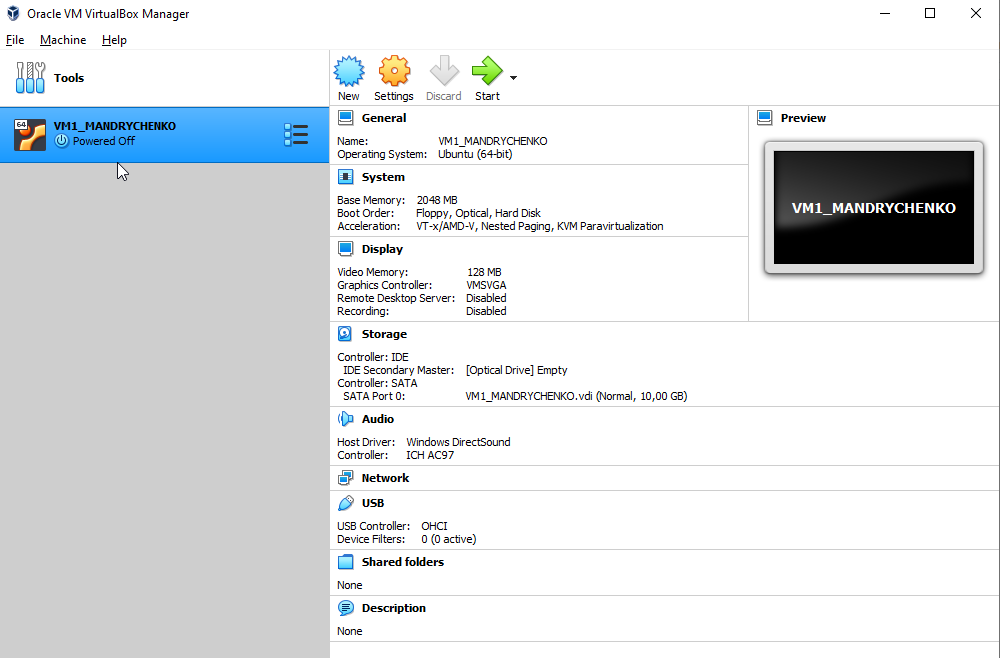 Oracle VM VirtualBox Manager
File Machine Help
Tools
New Settings Discard Start
64 VM1_MANDRYCHENKO
Powered Off
General
Name: VM1_MANDRYCHENKO
Operating System: Ubuntu (64-bit)
Preview
VM1_MANDRYCHENKO
System
Base Memory: 2048 MB
Boot Order: Floppy, Optical, Hard Disk
Acceleration: VT-x/AMD-V, Nested Paging, KVM Paravirtualization
Display
Video Memory: 128 MB
Graphics Controller: VMSVGA
Remote Desktop Server: Disabled
Recording: Disabled
Storage
Controller: IDE
IDE Secondary Master: [Optical Drive] Empty
Controller: SATA
SATA Port 0: VM1_MANDRYCHENKO.vdi (Normal, 10,00 GB)
Audio
Host Driver: Windows DirectSound
Controller: ICH AC97
Network
USB
USB Controller: OHCI
Device Filters: 0 (0 active)
Shared folders
None
Description
None